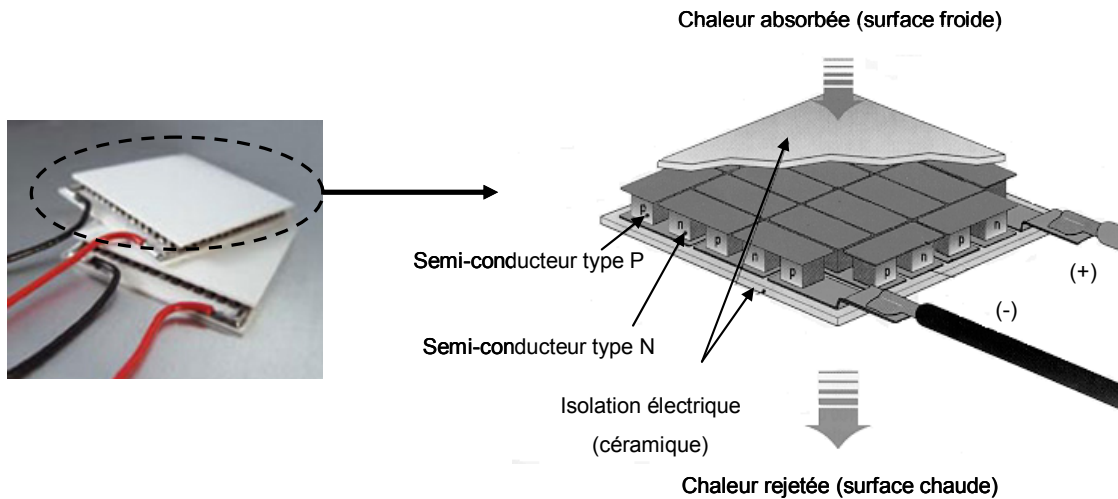 Chaleur absorbée (surface froide)
Semi-conducteur type P
Semi-conducteur type N
Isolation électrique
(céramique)
Chaleur rejetée (surface chaude)
(+)
(-)
p
n
p
n
p
p
n
p
n